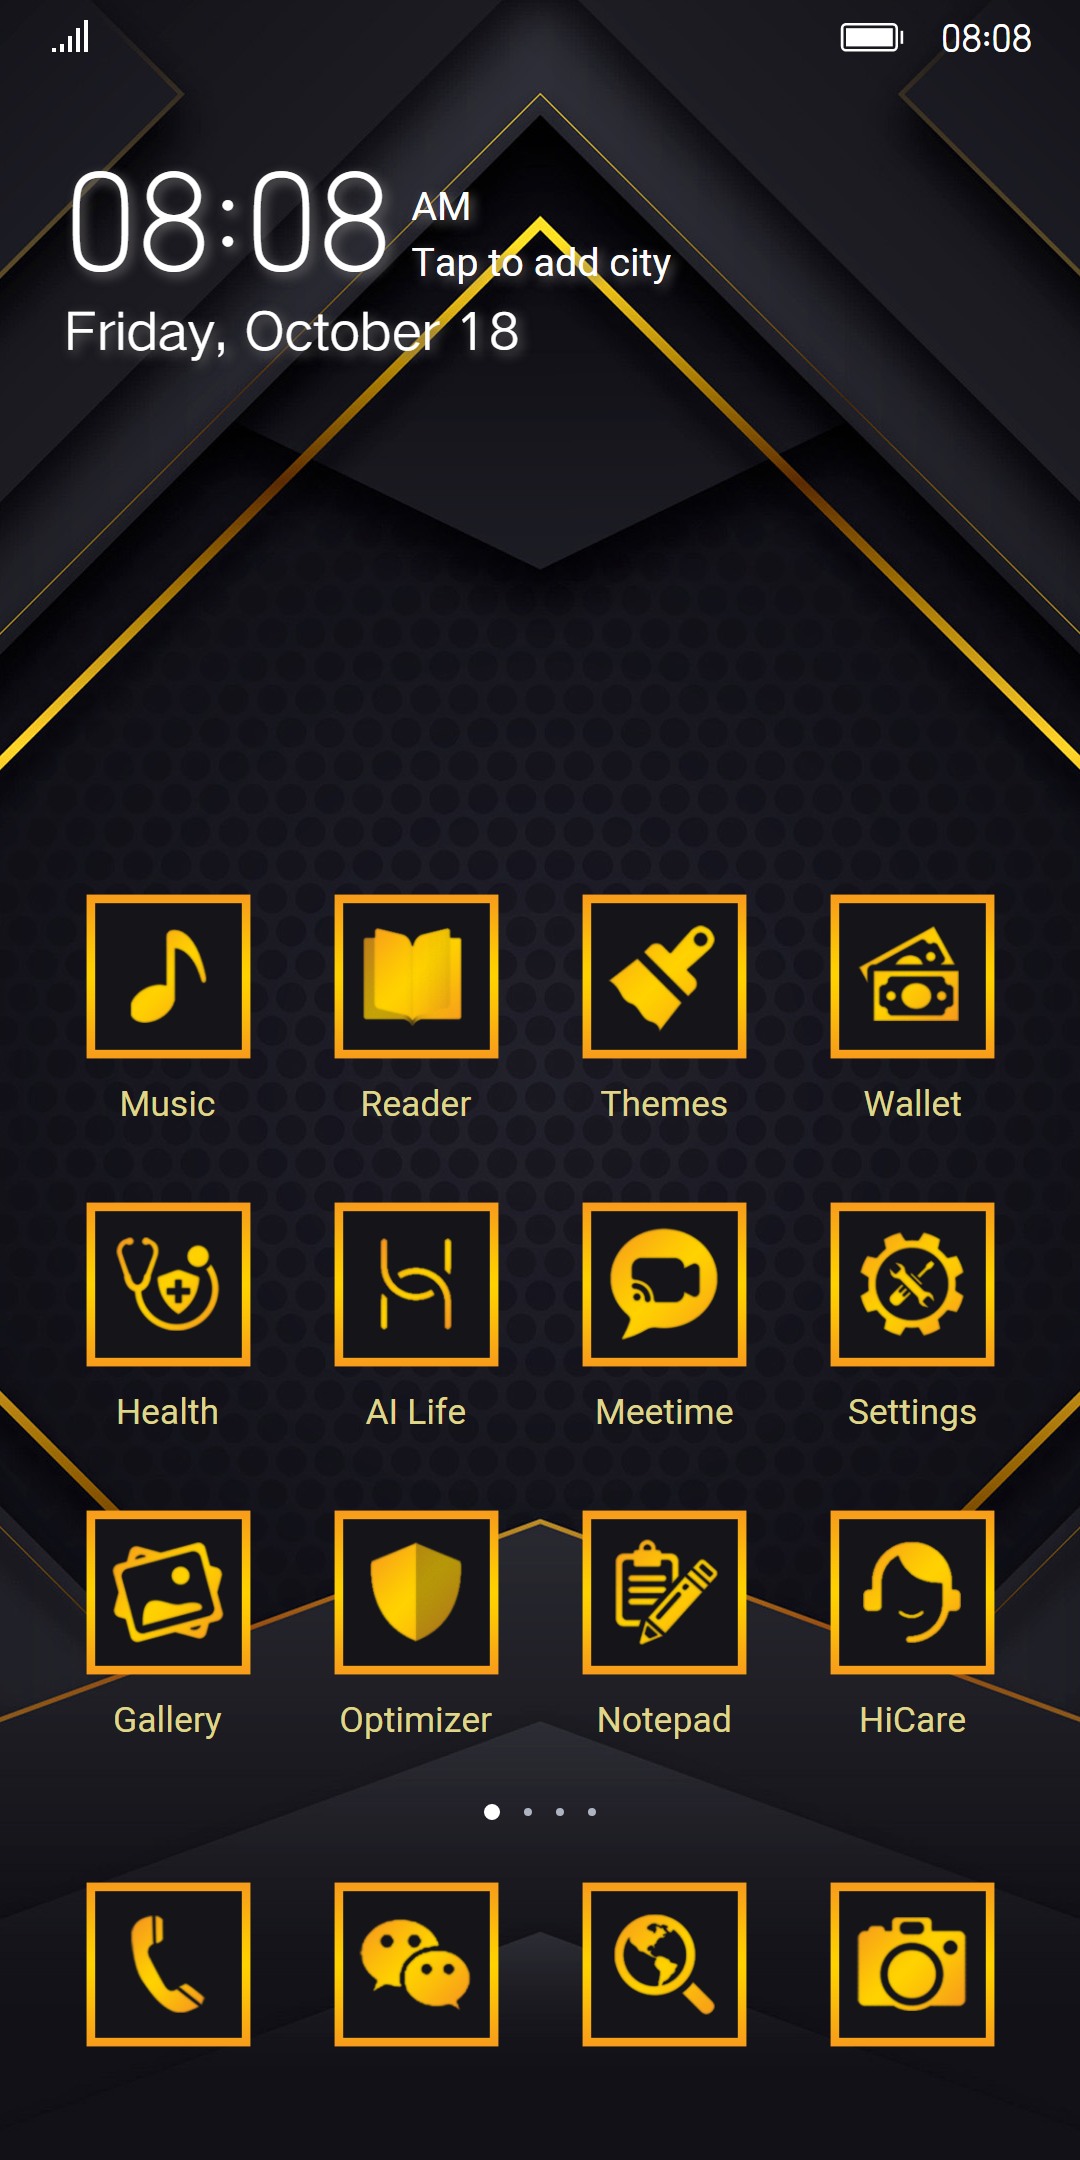 08:08
08:08 AM
Tap to add city
Friday, October 18
Music Reader Themes Wallet
Health AI Life Meetime Settings
Gallery Optimizer Notepad HiCare